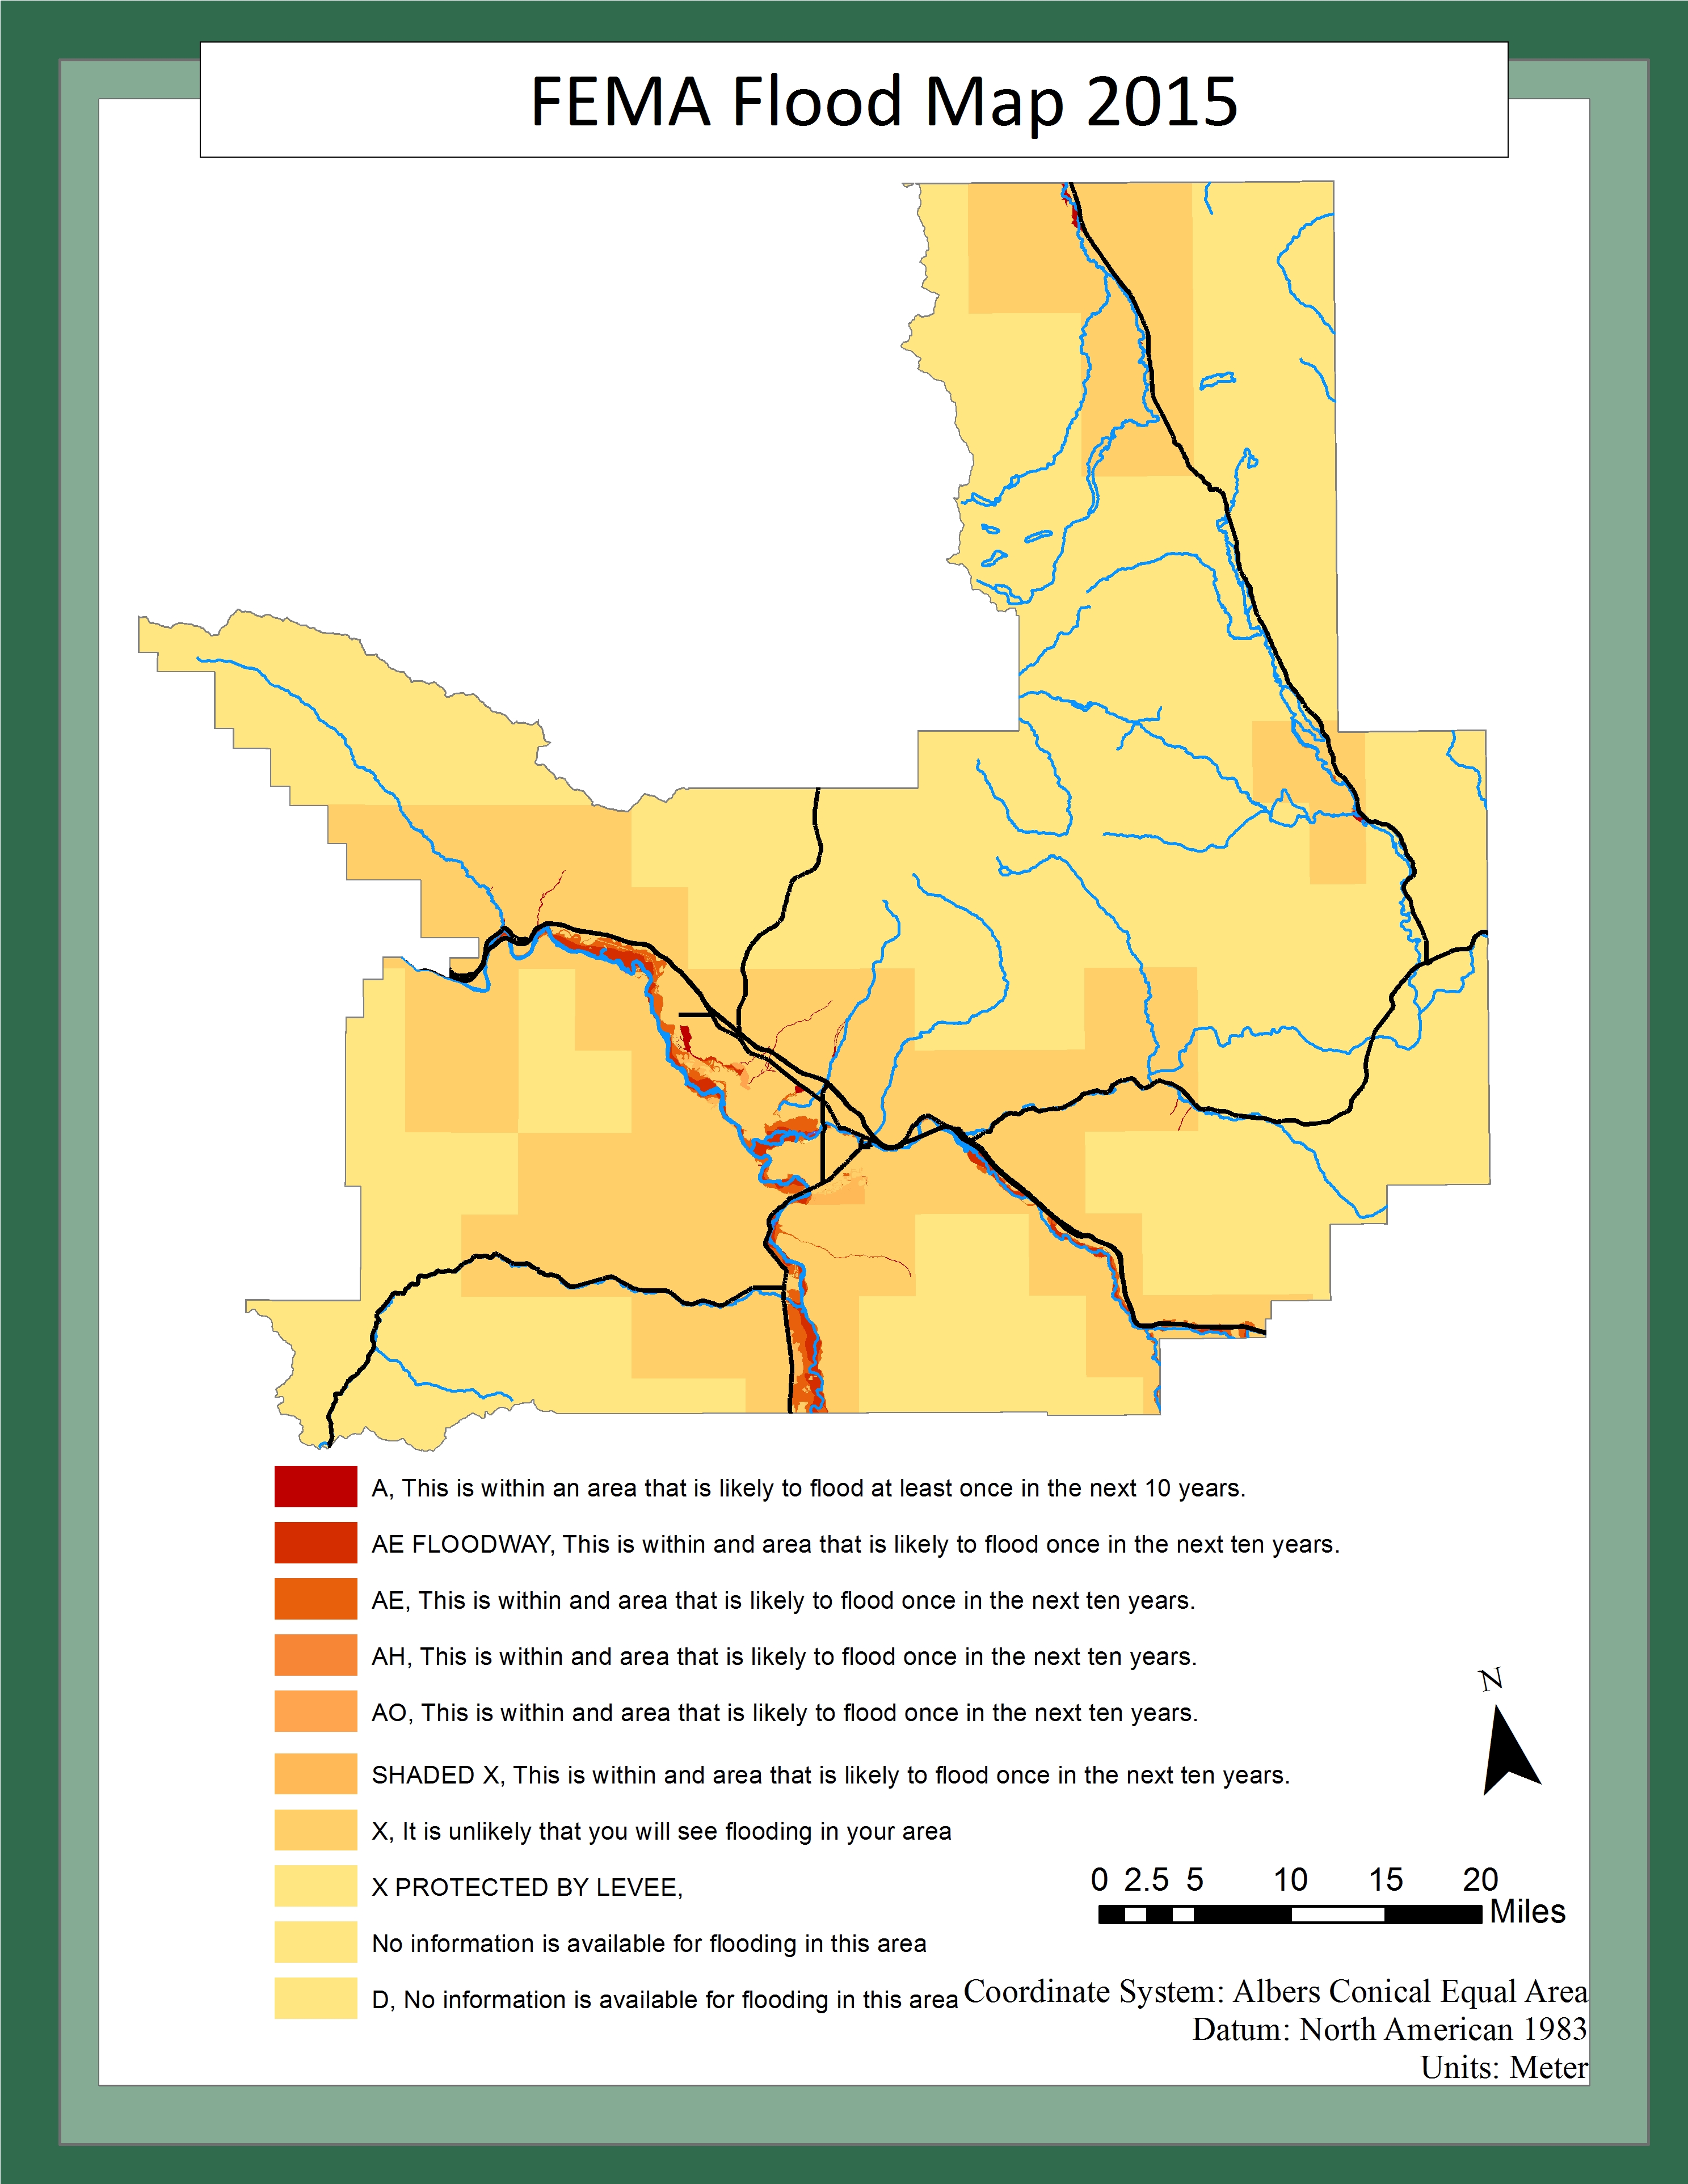 FEMA Flood Map 2015
A, This is within an area that is likely to flood at least once in the next 10 years.
AE FLOODWAY, This is within and area that is likely to flood once in the next ten years.
AE, This is within and area that is likely to flood once in the next ten years.
AH, This is within and area that is likely to flood once in the next ten years.
AO, This is within and area that is likely to flood once in the next ten years.
SHADED X, This is within and area that is likely to flood once in the next ten years.
X, It is unlikely that you will see flooding in your area
X PROTECTED BY LEVEE,
No information is available for flooding in this area
D, No information is available for flooding in this area
N
0 2.5 5 10 15 20
Miles
Coordinate System: Albers Conical Equal Area
Datum: North American 1983
Units: Meter